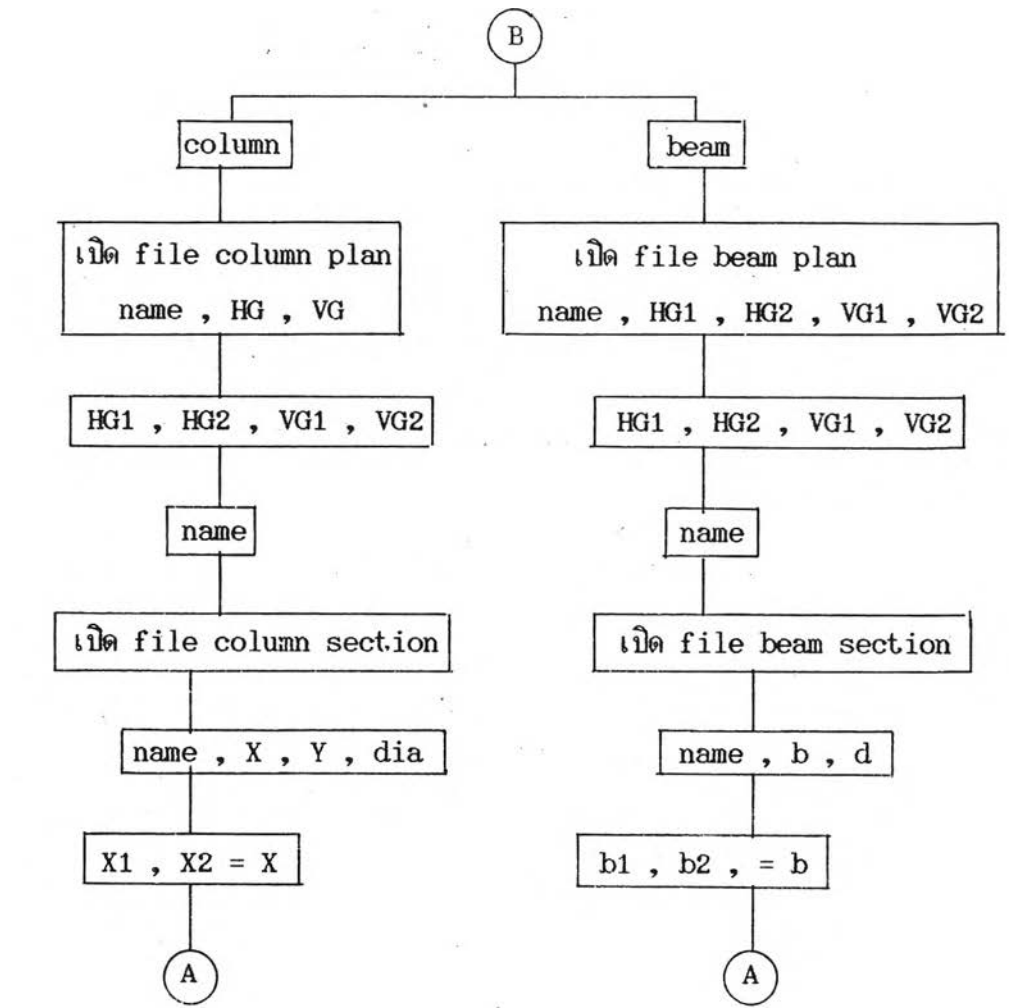 B
column
เปิด file column plan
name , HG , VG
HG1 , HG2 , VG1 , VG2
name
เปิด file column section
name , X , Y , dia
X1 , X2 = X
A
beam
เปิด file beam plan
name , HG1 , HG2 , VG1 , VG2
HG1 , HG2 , VG1 , VG2
name
เปิด file beam section
name , b , d
b1 , b2 , = b
A